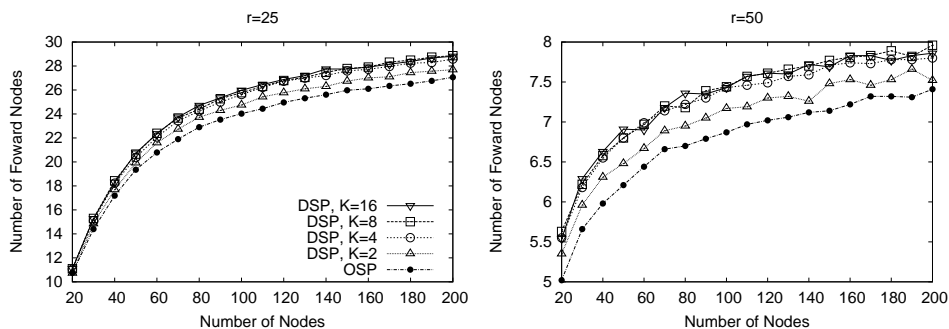 r=25
Number of Foward Nodes
30
28
26
24
22
20
18
16
14
12
10
DSP, K=16
DSP, K=8
DSP, K=4
DSP, K=2
OSP
20 40 60 80 100 120 140 160 180 200
Number of Nodes
r=50
Number of Foward Nodes
8
7.5
7
6.5
6
5.5
5
20 40 60 80 100 120 140 160 180 200
Number of Nodes